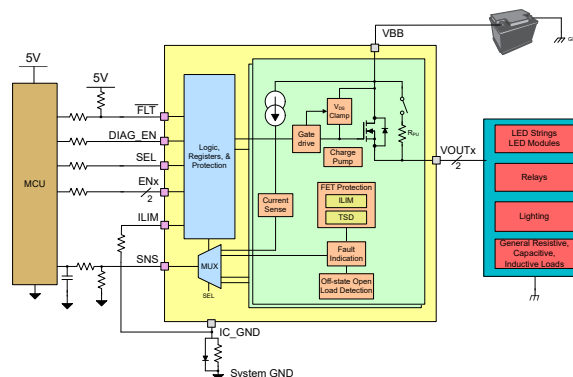 5V
5V
MCU
FLT
DIAG_EN
SEL
ENx
2
ILIM
SNS
Logic,
Registers, &
Protection
MUX
SEL
Current
Sense
Gate
drive
VDS
Clamp
Charge
Pump
RPU
FET Protection
ILIM
TSD
Fault
Indication
Off-state Open
Load Detection
VBB
VOUTx
2
LED Strings
LED Modules
Relays
Lighting
General Resistive,
Capacitive,
Inductive Loads
IC_GND
System GND